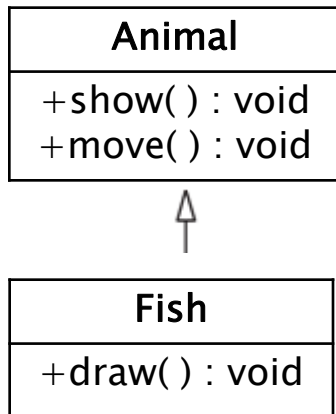 Animal
+show( ) : void
+move( ) : void
Fish
+draw( ) : void